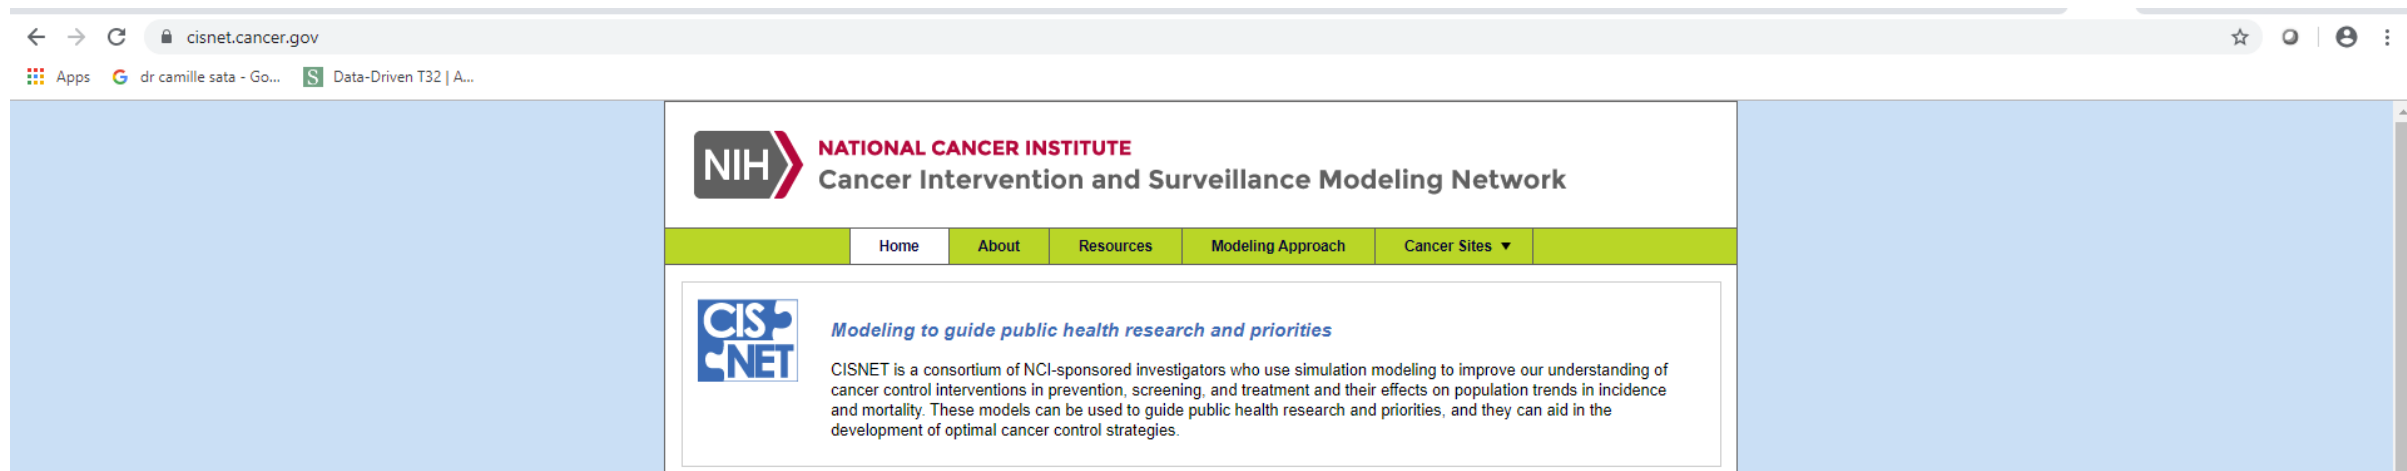 cisnet.cancer.gov
Apps dr camille sata - Go... Data-Driven T32 | A...
NIH NATIONAL CANCER INSTITUTE
Cancer Intervention and Surveillance Modeling Network
Home About Resources Modeling Approach Cancer Sites ▼
CIS
NET
Modeling to guide public health research and priorities
CISNET is a consortium of NCI-sponsored investigators who use simulation modeling to improve our understanding of
cancer control interventions in prevention, screening, and treatment and their effects on population trends in incidence
and mortality. These models can be used to guide public health research and priorities, and they can aid in the
development of optimal cancer control strategies.